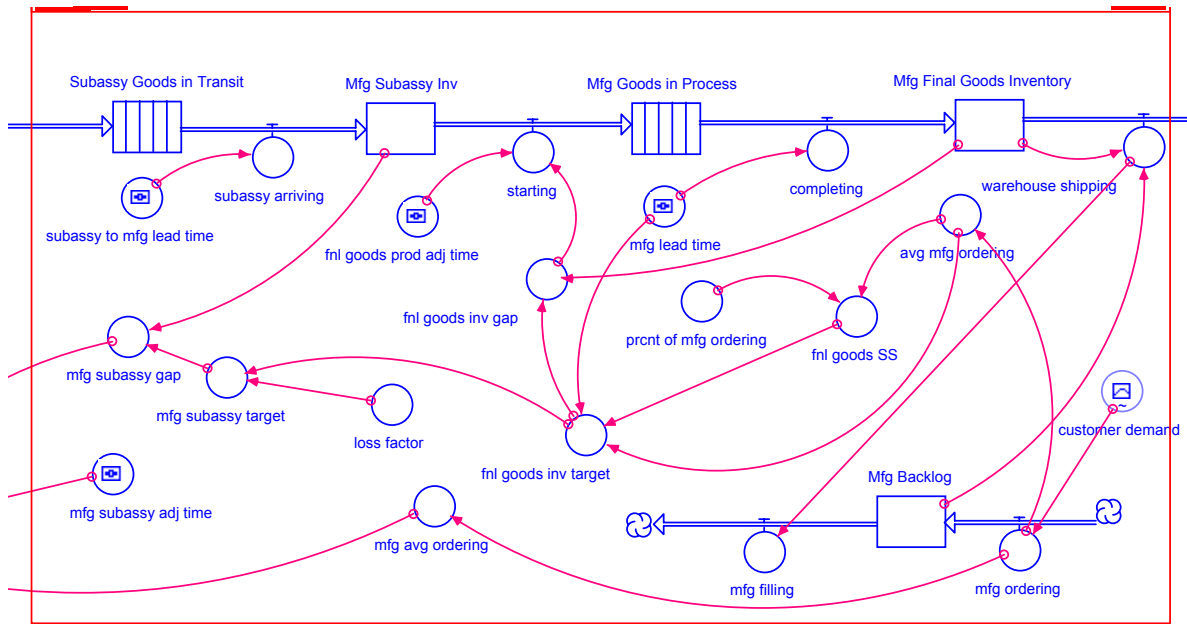 Subassy Goods in Transit
Mfg Subassy Inv
Mfg Goods in Process
Mfg Final Goods Inventory
subassy arriving
starting
completing
warehouse shipping
subassy to mfg lead time
fnl goods prod adj time
mfg lead time
avg mfg ordering
fnl goods inv gap
prcnt of mfg ordering
fnl goods SS
mfg subassy gap
mfg subassy target
loss factor
~
customer demand
fnl goods inv target
Mfg Backlog
mfg subassy adj time
mfg avg ordering
mfg filling
mfg ordering